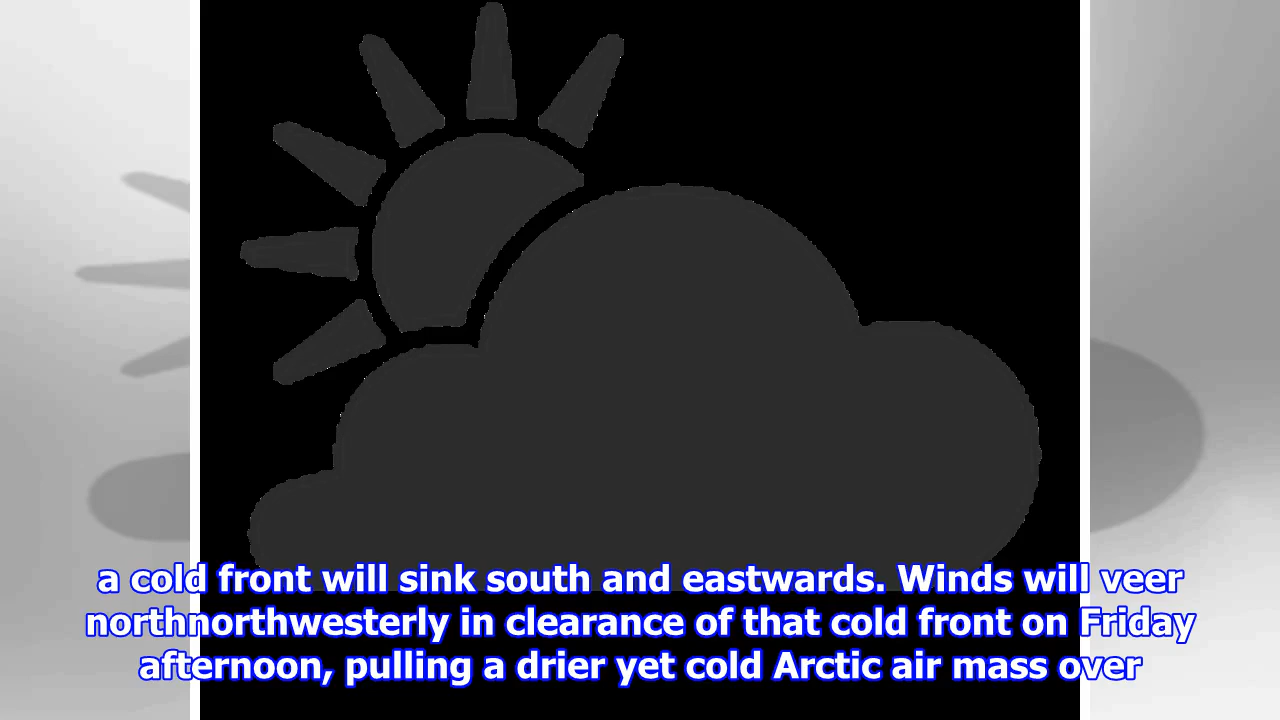 a cold front will sink south and eastwards. Winds will veer
northnorthwesterly in clearance of that cold front on Friday
afternoon, pulling a drier yet cold Arctic air mass over